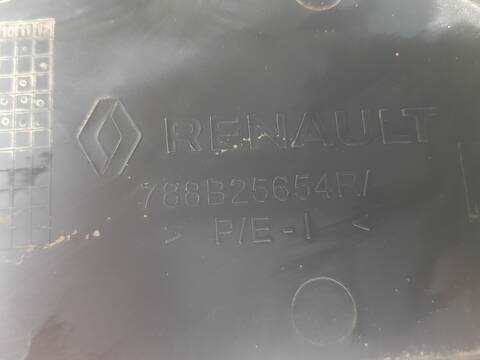 RENAULT
788B25654R/
> P/E-I <